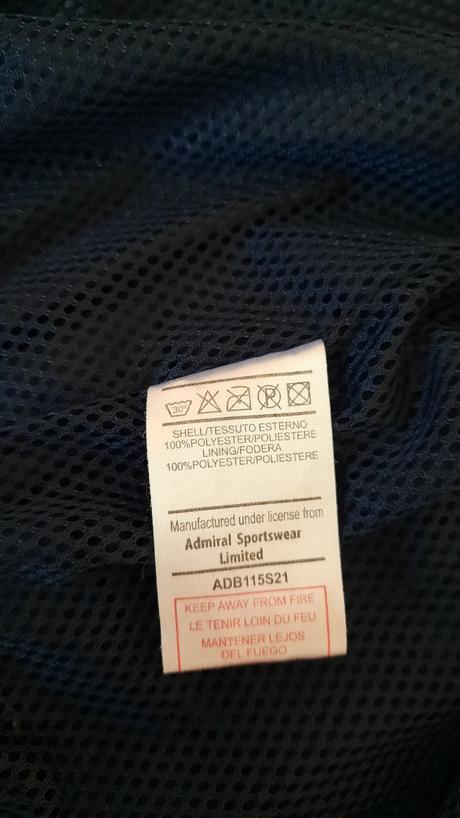 30°
SHELL/TESSUTO ESTERNO
100%POLYESTER/POLIESTERE
LINING/FODERA
100%POLYESTER/POLIESTERE
Manufactured under license from
Admiral Sportswear
Limited
ADB115S21
KEEP AWAY FROM FIRE
LE TENIR LOIN DU FEU
MANTENER LEJOS
DEL FUEGO